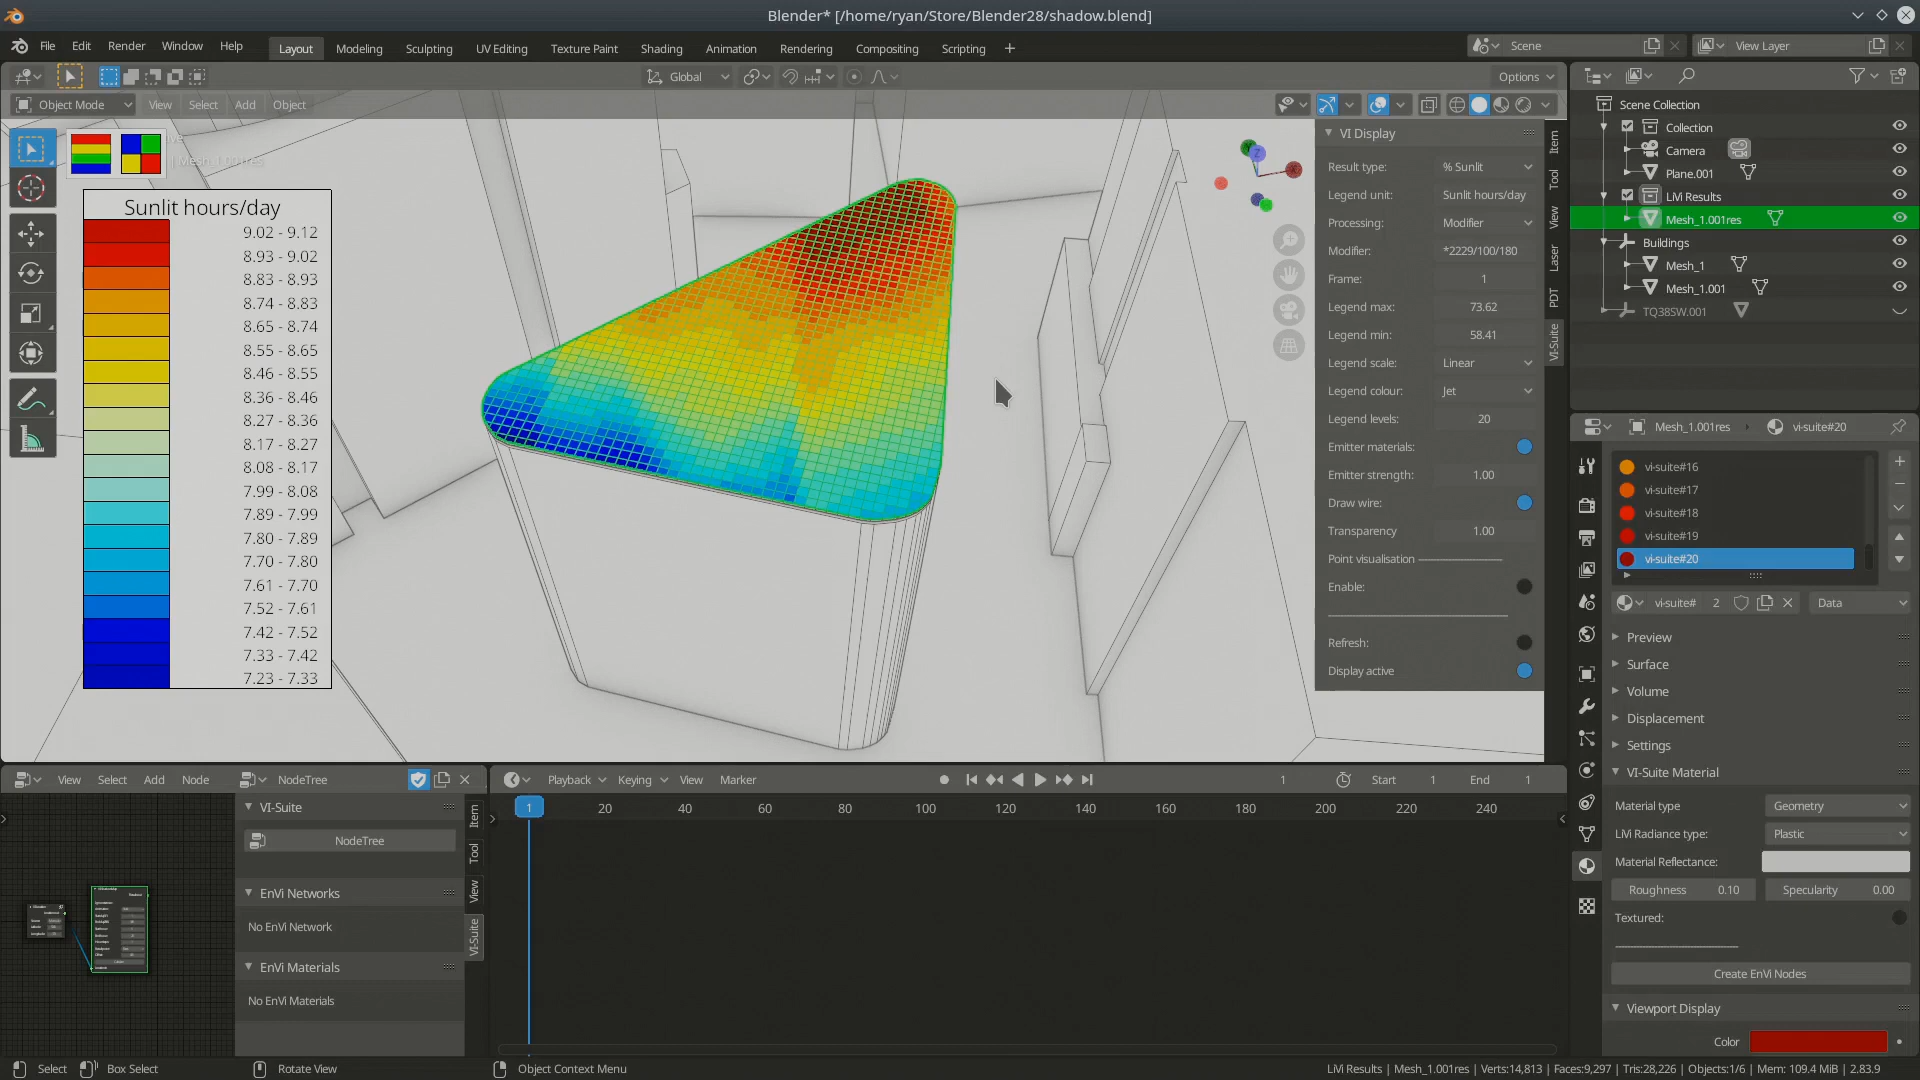 Blender* [/home/ryan/Store/Blender28/shadow.blend]
File Edit Render Window Help Layout Modeling Sculpting UV Editing Texture Paint Shading Animation Rendering Compositing Scripting + Scene View Layer
Global Options
Object Mode View Select Add Object
| Mesh_1.001res
Sunlit hours/day
9.02 - 9.12
8.93 - 9.02
8.83 - 8.93
8.74 - 8.83
8.65 - 8.74
8.55 - 8.65
8.46 - 8.55
8.36 - 8.46
8.27 - 8.36
8.17 - 8.27
8.08 - 8.17
7.99 - 8.08
7.89 - 7.99
7.80 - 7.89
7.70 - 7.80
7.61 - 7.70
7.52 - 7.61
7.42 - 7.52
7.33 - 7.42
7.23 - 7.33
Z
VI Display
Result type: % Sunlit
Legend unit: Sunlit hours/day
Processing: Modifier
Modifier: *2229/100/180
Frame: 1
Legend max: 73.62
Legend min: 58.41
Legend scale: Linear
Legend colour: Jet
Legend levels: 20
Emitter materials:
Emitter strength: 1.00
Draw wire:
Transparency 1.00
Point visualisation
Enable:
Refresh:
Display active
Item
Tool
View
Laser
PDT
VI-Suite
Scene Collection
Collection
Camera
Plane.001
LiVi Results
Mesh_1.001res
Buildings
Mesh_1
Mesh_1.001
TQ38SW.001
Mesh_1.001res vi-suite#20
vi-suite#16
vi-suite#17
vi-suite#18
vi-suite#19
vi-suite#20
vi-suite# 2 Data
Preview
Surface
Volume
Displacement
Settings
VI-Suite Material
Material type Geometry
LiVi Radiance type: Plastic
Material Reflectance:
Roughness 0.10 Specularity 0.00
Textured:
Create EnVi Nodes
Viewport Display
Color
View Select Add Node NodeTree
VI-Suite
NodeTree
EnVi Networks
No EnVi Network
EnVi Materials
No EnVi Materials
Item
Tool
View
VI-Suite
Playback Keying View Marker 1 Start 1 End 1
1 20 40 60 80 100 120 140 160 180 200 220 240
Select Box Select Rotate View Object Context Menu LiVi Results | Mesh_1.001res | Verts:14,813 | Faces:9,297 | Tris:28,226 | Objects:1/6 | Mem: 109.4 MiB | 2.83.9